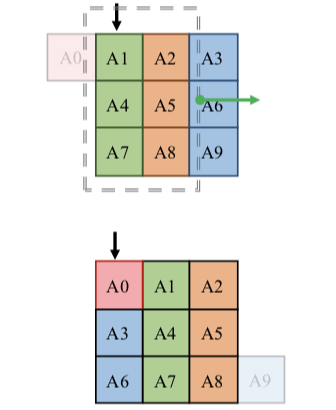 A0 A1 A2 A3
A4 A5 A6
A7 A8 A9
A0 A1 A2
A3 A4 A5
A6 A7 A8 A9